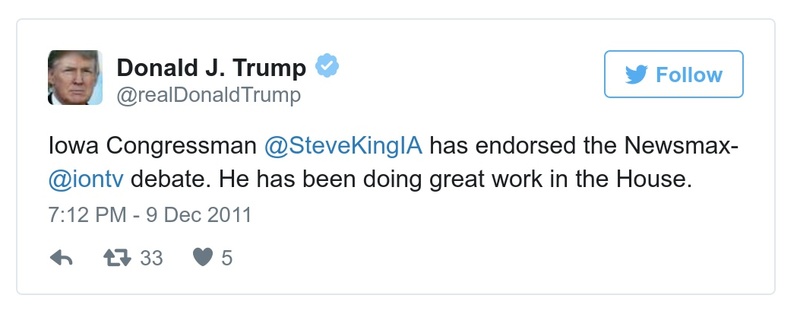 Donald J. Trump
@realDonaldTrump
Follow
Iowa Congressman @SteveKingIA has endorsed the Newsmax-
@iontv debate. He has been doing great work in the House.
7:12 PM - 9 Dec 2011
33 5